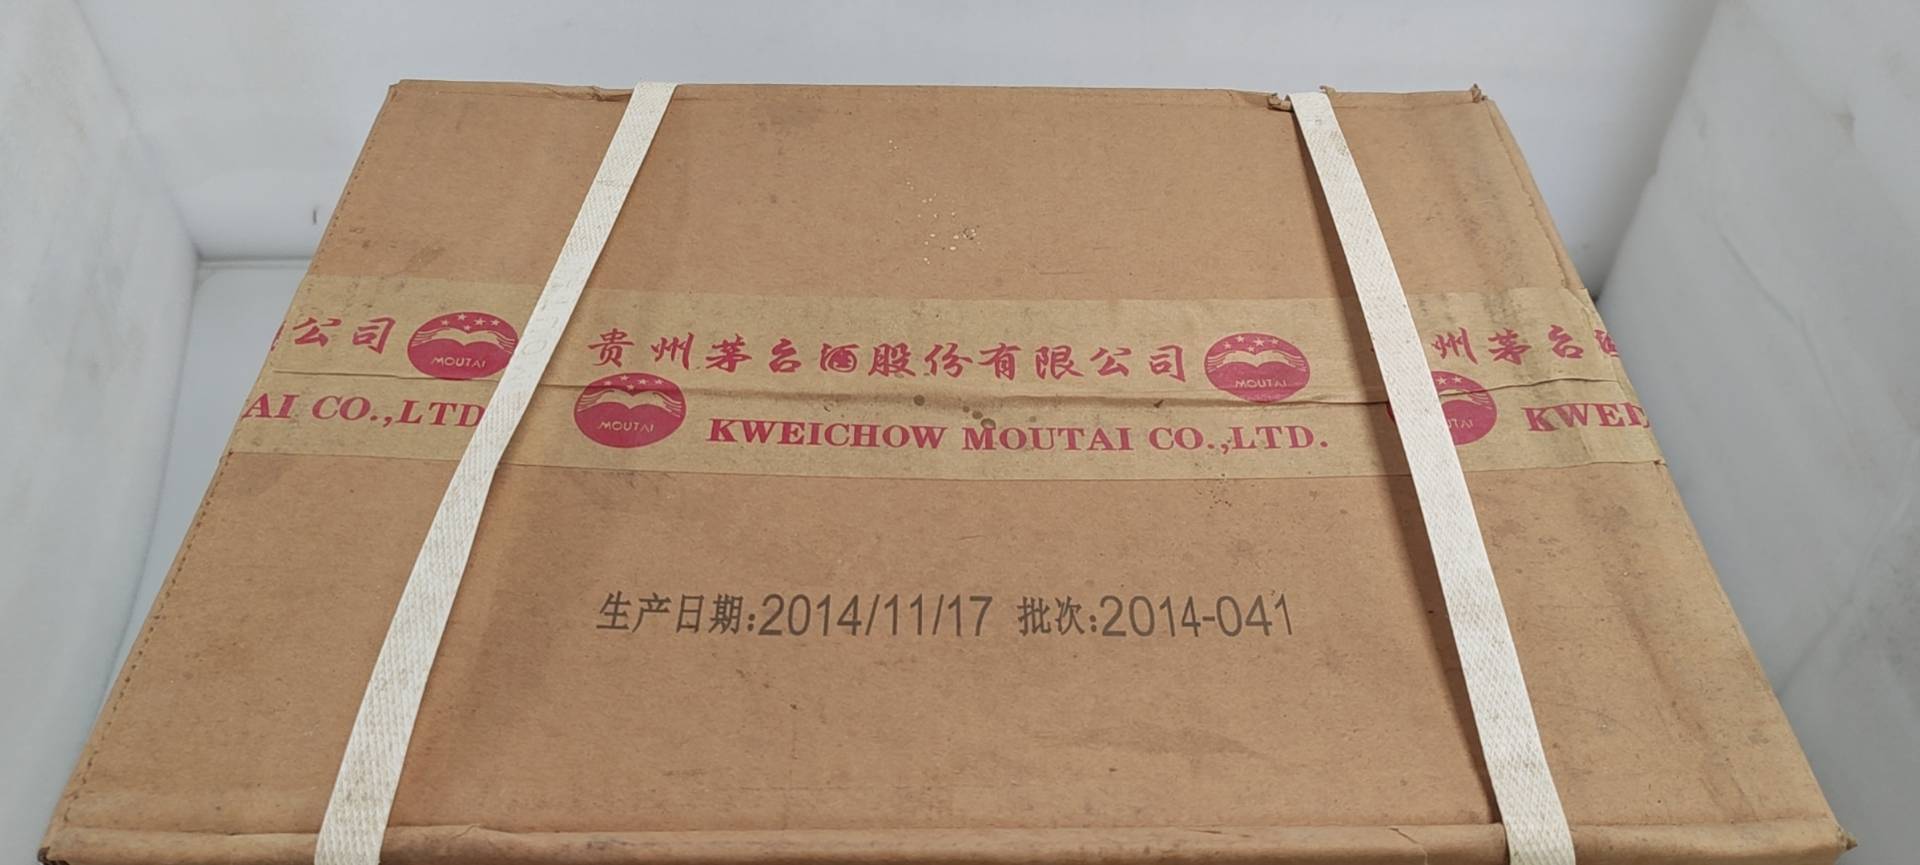 公司 MOUTAI 贵州茅台酒股份有限公司 MOUTAI 州茅台酒
AI CO.,LTD MOUTAI KWEICHOW MOUTAI CO.,LTD. UTAI KWEI
生产日期:2014/11/17 批次:2014-041